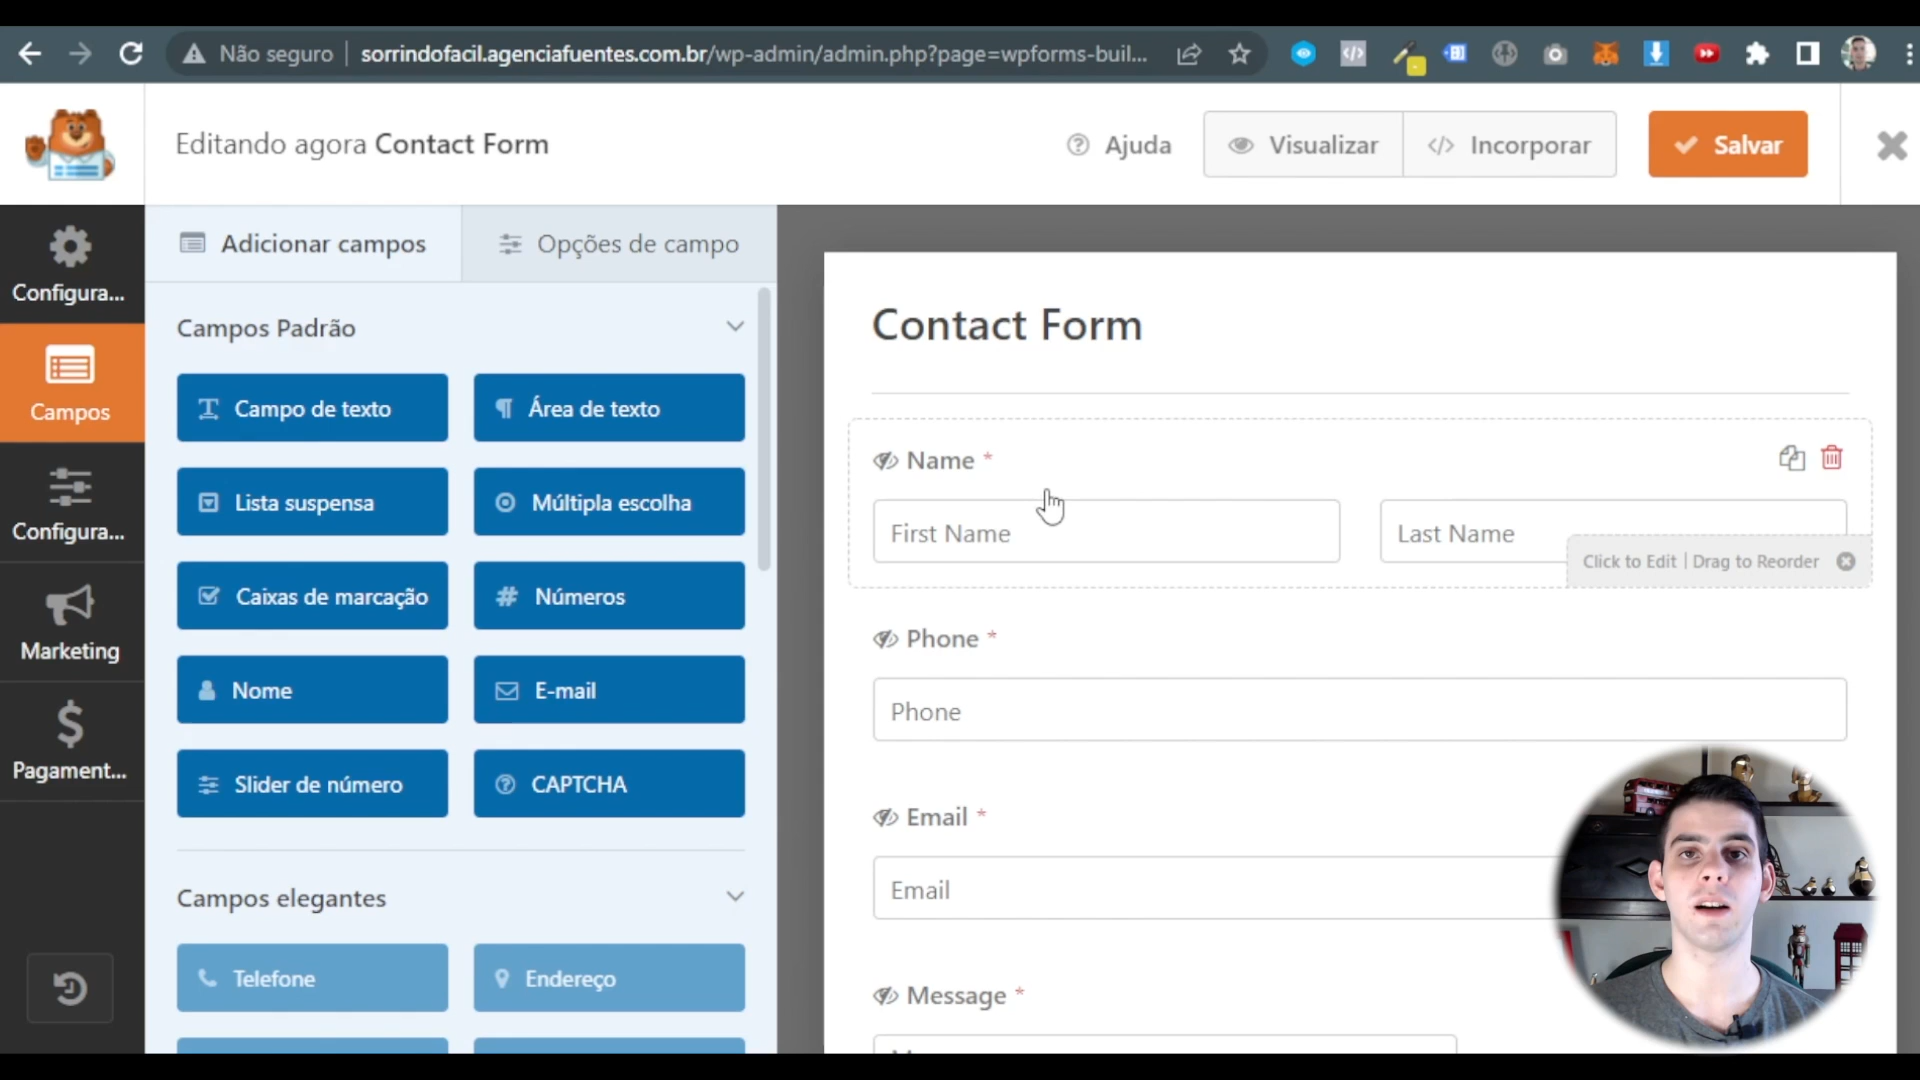 Não seguro | sorrindofacil.agenciafuentes.com.br/wp-admin/admin.php?page=wpforms-buil...
Editando agora Contact Form
Ajuda
Visualizar
Incorporar
Salvar
Configura...
Campos
Configura...
Marketing
Pagament...
Adicionar campos
Opções de campo
Campos Padrão
Campo de texto
Área de texto
Lista suspensa
Múltipla escolha
Caixas de marcação
Números
Nome
E-mail
Slider de número
CAPTCHA
Campos elegantes
Telefone
Endereço
Contact Form
Name *
First Name
Last Name
Click to Edit | Drag to Reorder
Phone *
Phone
Email *
Email
Message *